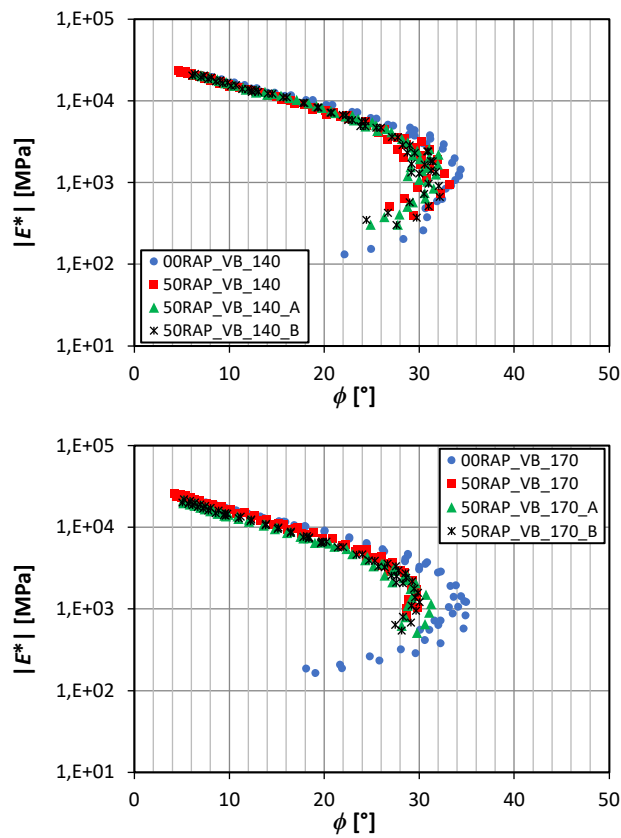 1,E+05
1,E+04
1,E+03
1,E+02
1,E+01
|E*| [MPa]
00RAP_VB_140
50RAP_VB_140
50RAP_VB_140_A
50RAP_VB_140_B
0 10 20 30 40 50
ϕ [°]
1,E+05
1,E+04
1,E+03
1,E+02
1,E+01
|E*| [MPa]
00RAP_VB_170
50RAP_VB_170
50RAP_VB_170_A
50RAP_VB_170_B
0 10 20 30 40 50
ϕ [°]